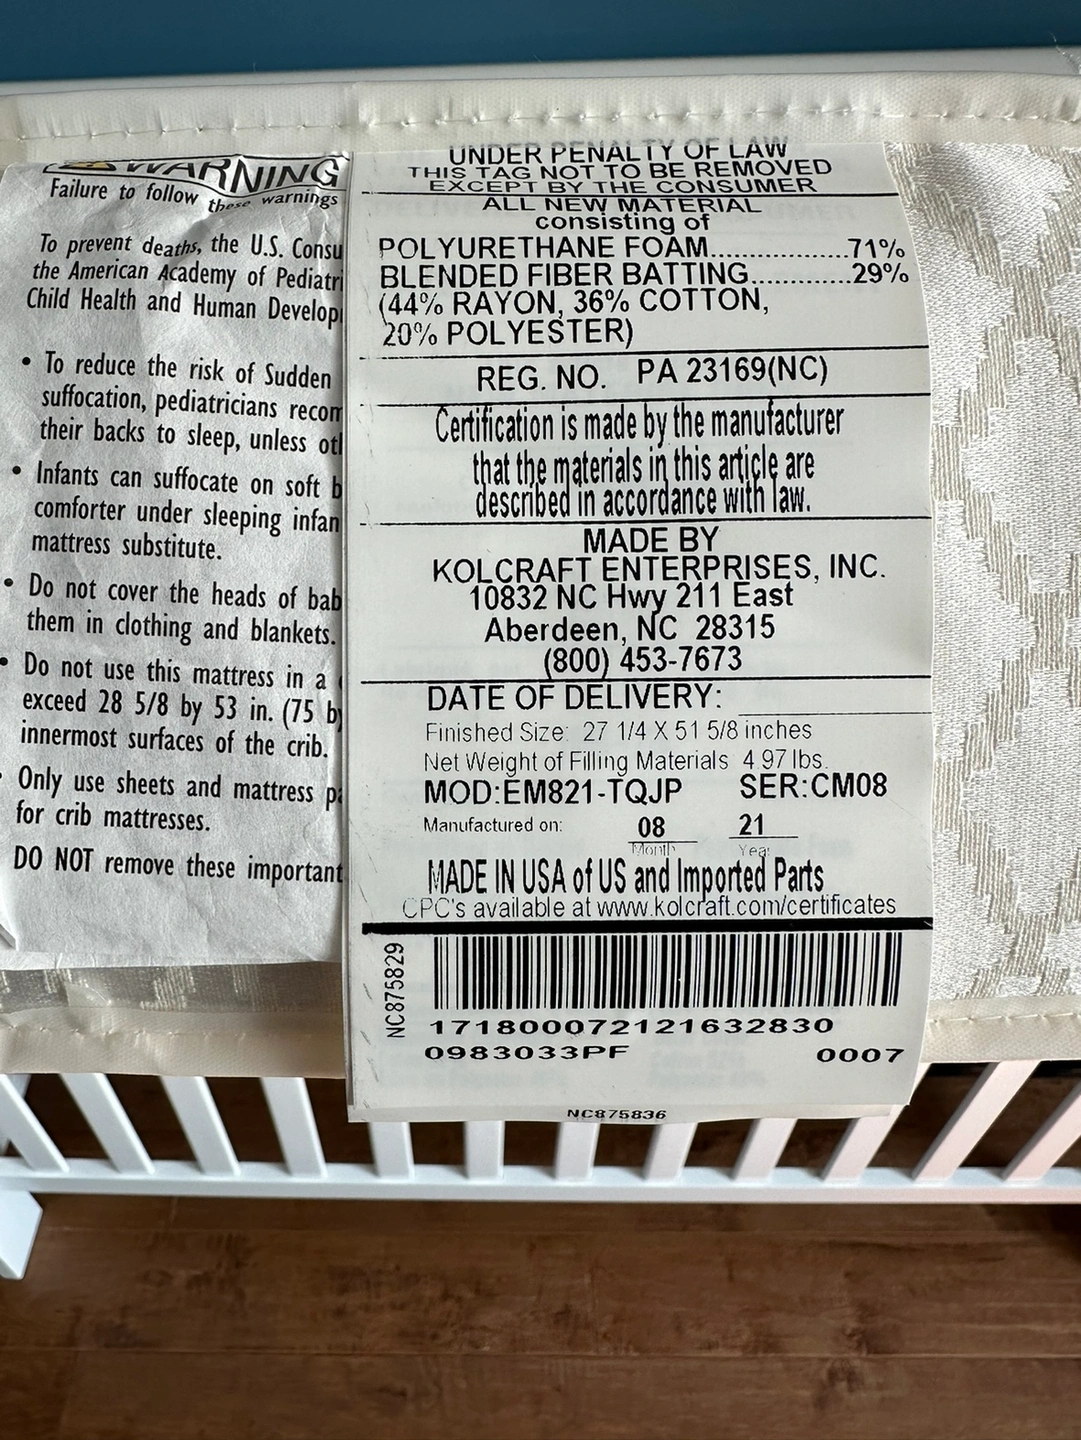 WARNING
Failure to follow these warnings
To prevent deaths, the U.S. Consu
the American Academy of Pediatri
Child Health and Human Develop
• To reduce the risk of Sudden
suffocation, pediatricians recom
their backs to sleep, unless ot
• Infants can suffocate on soft b
comforter under sleeping infan
mattress substitute.
• Do not cover the heads of bab
them in clothing and blankets.
• Do not use this mattress in a
exceed 28 5/8 by 53 in. (75 by
innermost surfaces of the crib.
Only use sheets and mattress pa
for crib mattresses.
DO NOT remove these important
UNDER PENALTY OF LAW
THIS TAG NOT TO BE REMOVED
EXCEPT BY THE CONSUMER
ALL NEW MATERIAL
consisting of
POLYURETHANE FOAM..................71%
BLENDED FIBER BATTING.............29%
(44% RAYON, 36% COTTON,
20% POLYESTER)
REG. NO. PA 23169(NC)
Certification is made by the manufacturer
that the materials in this article are
described in accordance with law.
MADE BY
KOLCRAFT ENTERPRISES, INC.
10832 NC Hwy 211 East
Aberdeen, NC 28315
(800) 453-7673
DATE OF DELIVERY:
Finished Size: 27 1/4 X 51 5/8 inches
Net Weight of Filling Materials 4.97 lbs.
MOD:EM821-TQJP SER:CM08
Manufactured on: 08 21
Month Year
MADE IN USA of US and Imported Parts
CPC's available at www.kolcraft.com/certificates
NC875829
171800072121632830
0983033PF 0007
NC875836